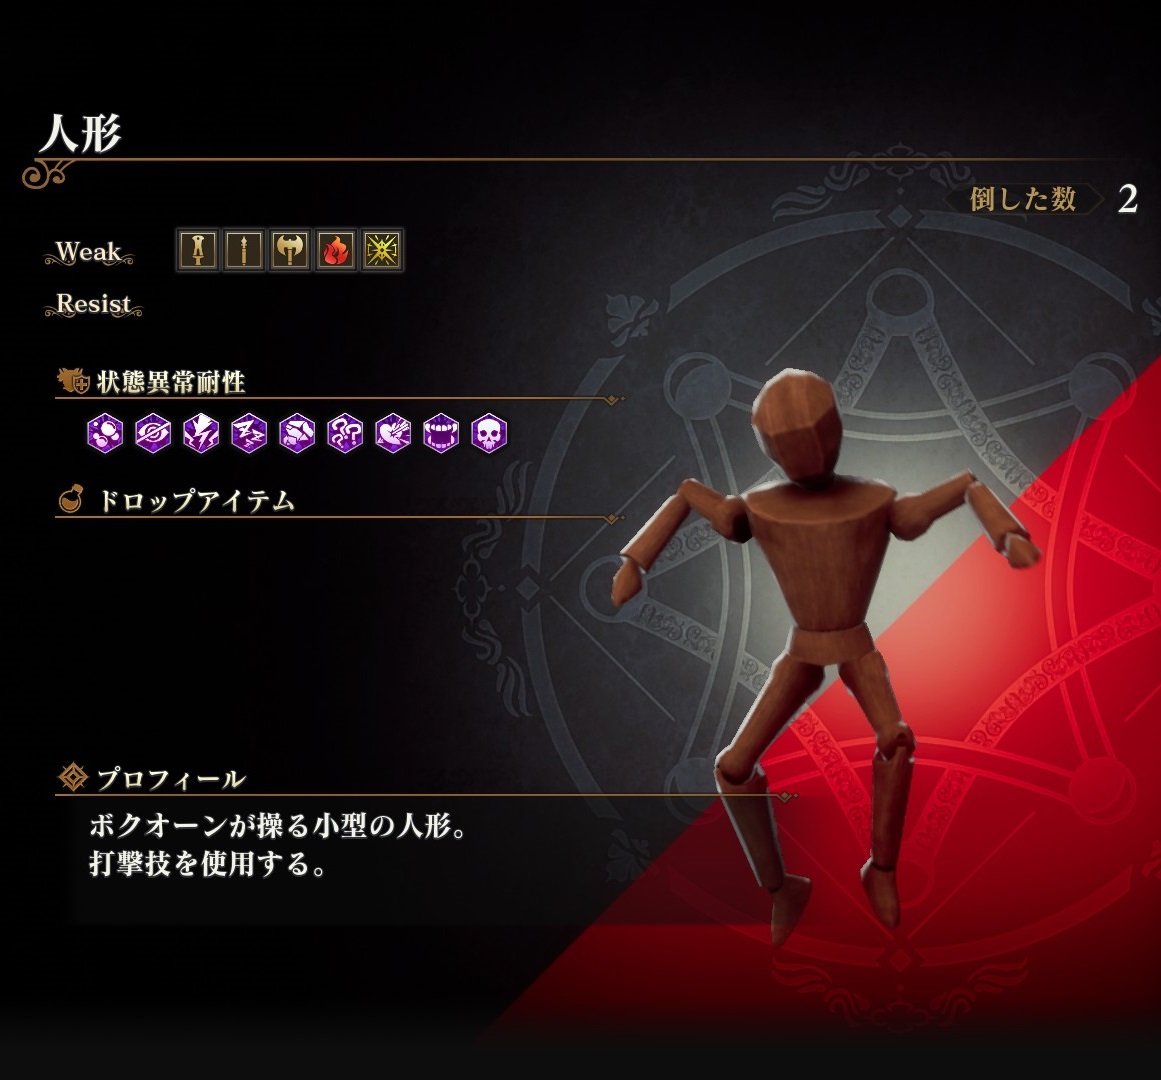 人形
倒した数 2
Weak
Resist
状態異常耐性
ドロップアイテム
プロフィール
ボクオーンが操る小型の人形。
打撃技を使用する。